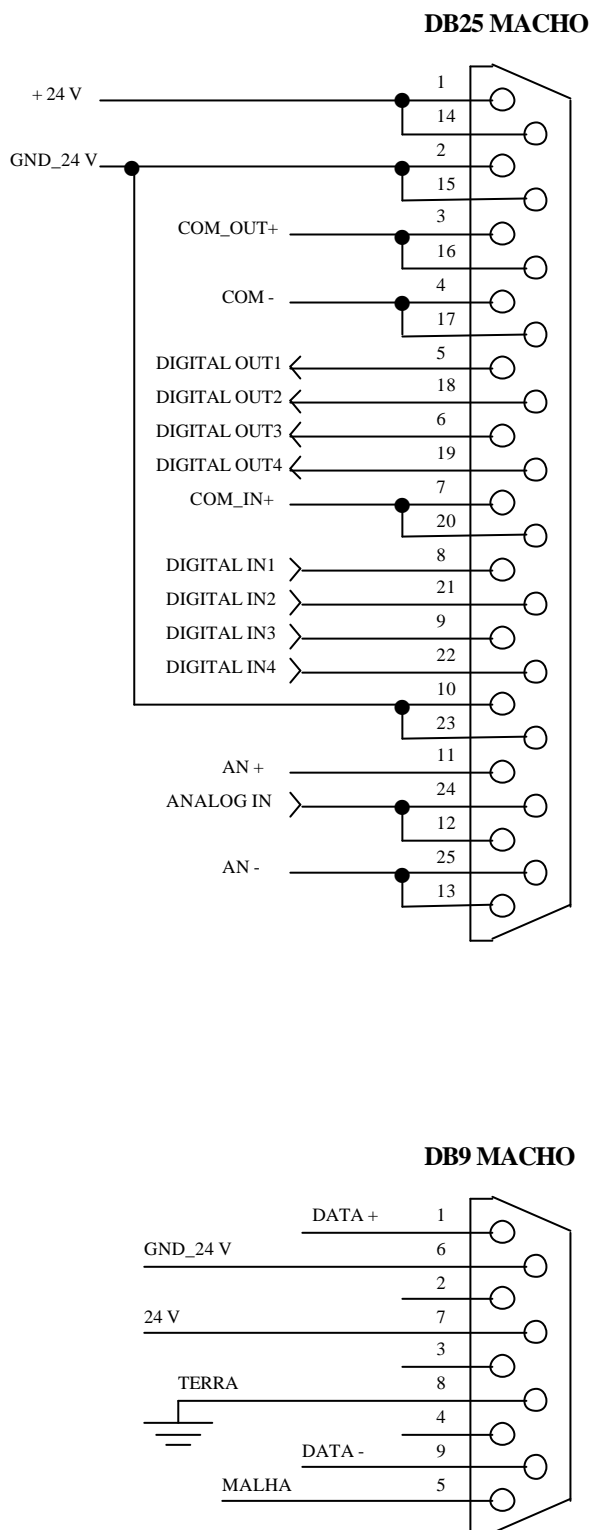 DB25 MACHO
1
+ 24 V
14
2
GND_24 V
15
3
COM_OUT+
16
4
COM -
17
5
DIGITAL OUT1
18
DIGITAL OUT2
6
DIGITAL OUT3
19
DIGITAL OUT4
7
COM_IN+
20
8
DIGITAL IN1
21
DIGITAL IN2
9
DIGITAL IN3
22
DIGITAL IN4
10
23
11
AN +
24
ANALOG IN
12
25
AN -
13
DB9 MACHO
DATA + 1
GND_24 V 6
2
24 V 7
3
TERRA 8
4
DATA - 9
MALHA 5